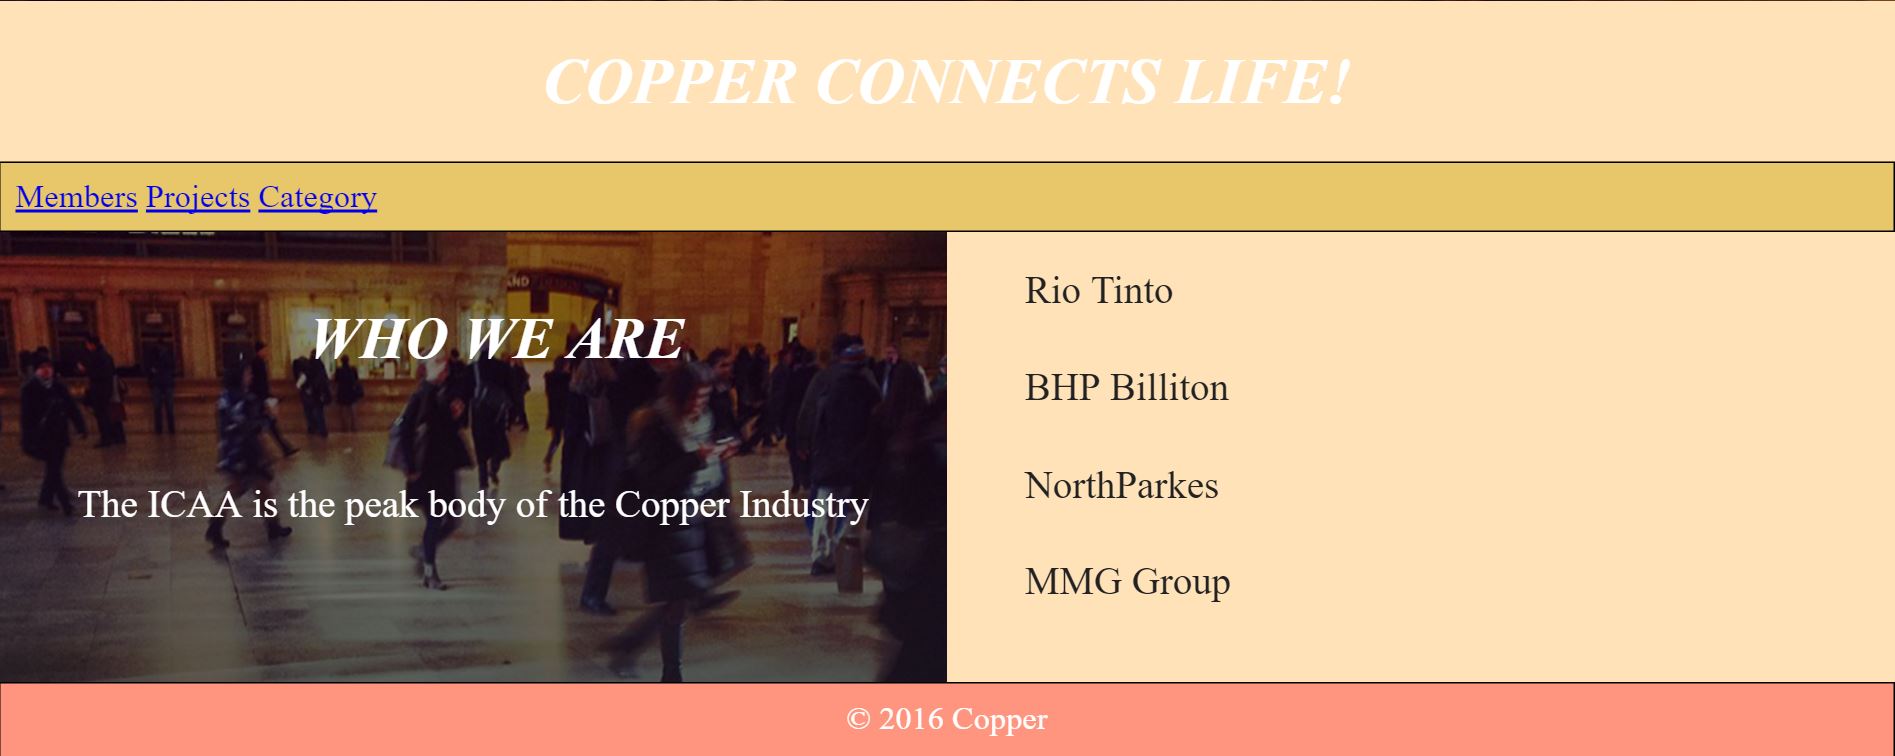 COPPER CONNECTS LIFE!
Members Projects Category
WHO WE ARE
The ICAA is the peak body of the Copper Industry
Rio Tinto
BHP Billiton
NorthParkes
MMG Group
© 2016 Copper